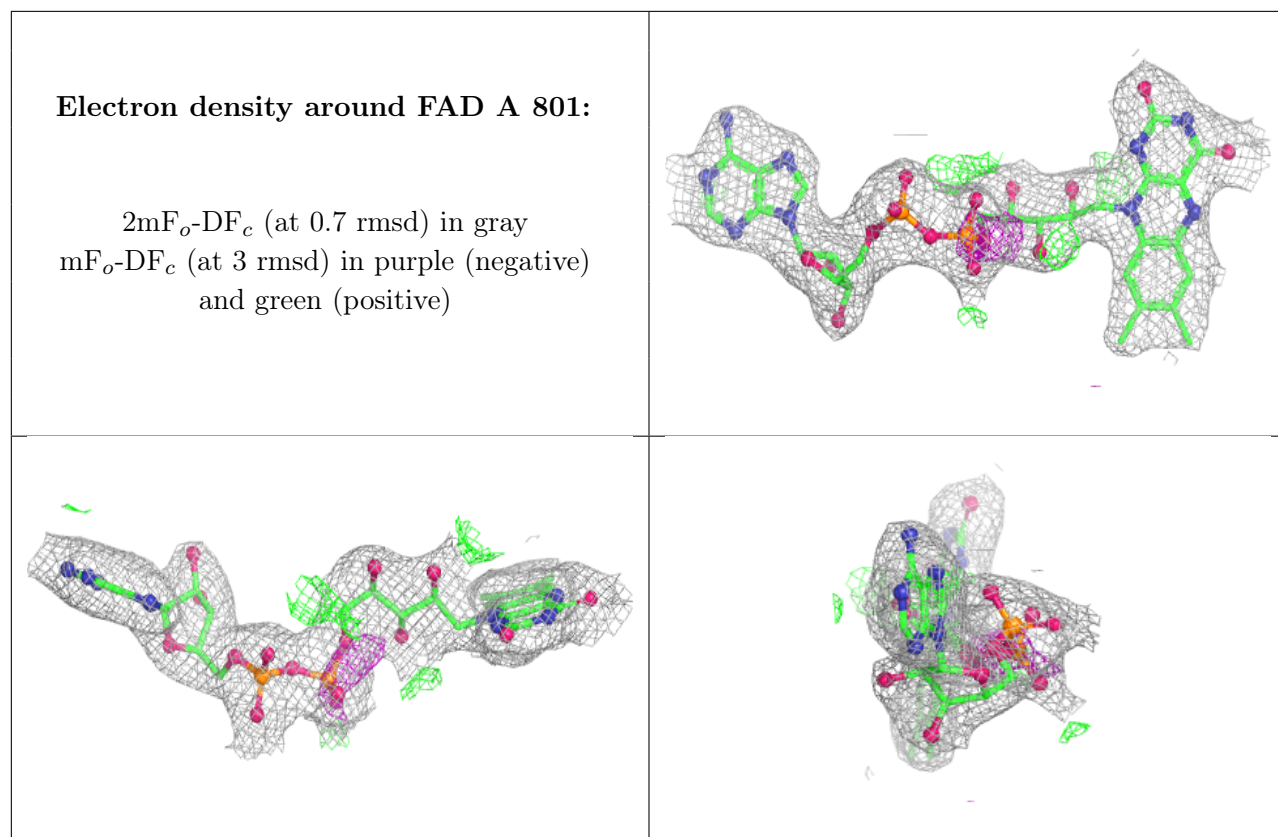 Electron density around FAD A 801:
2mFo-DFc (at 0.7 rmsd) in gray
mFo-DFc (at 3 rmsd) in purple (negative)
and green (positive)